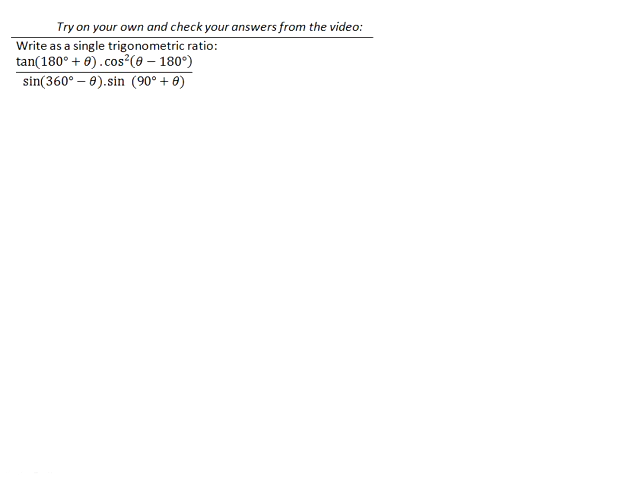 Try on your own and check your answers from the video:
Write as a single trigonometric ratio:
tan(180° + θ) . cos²(θ − 180°)
sin(360° − θ).sin (90° + θ)